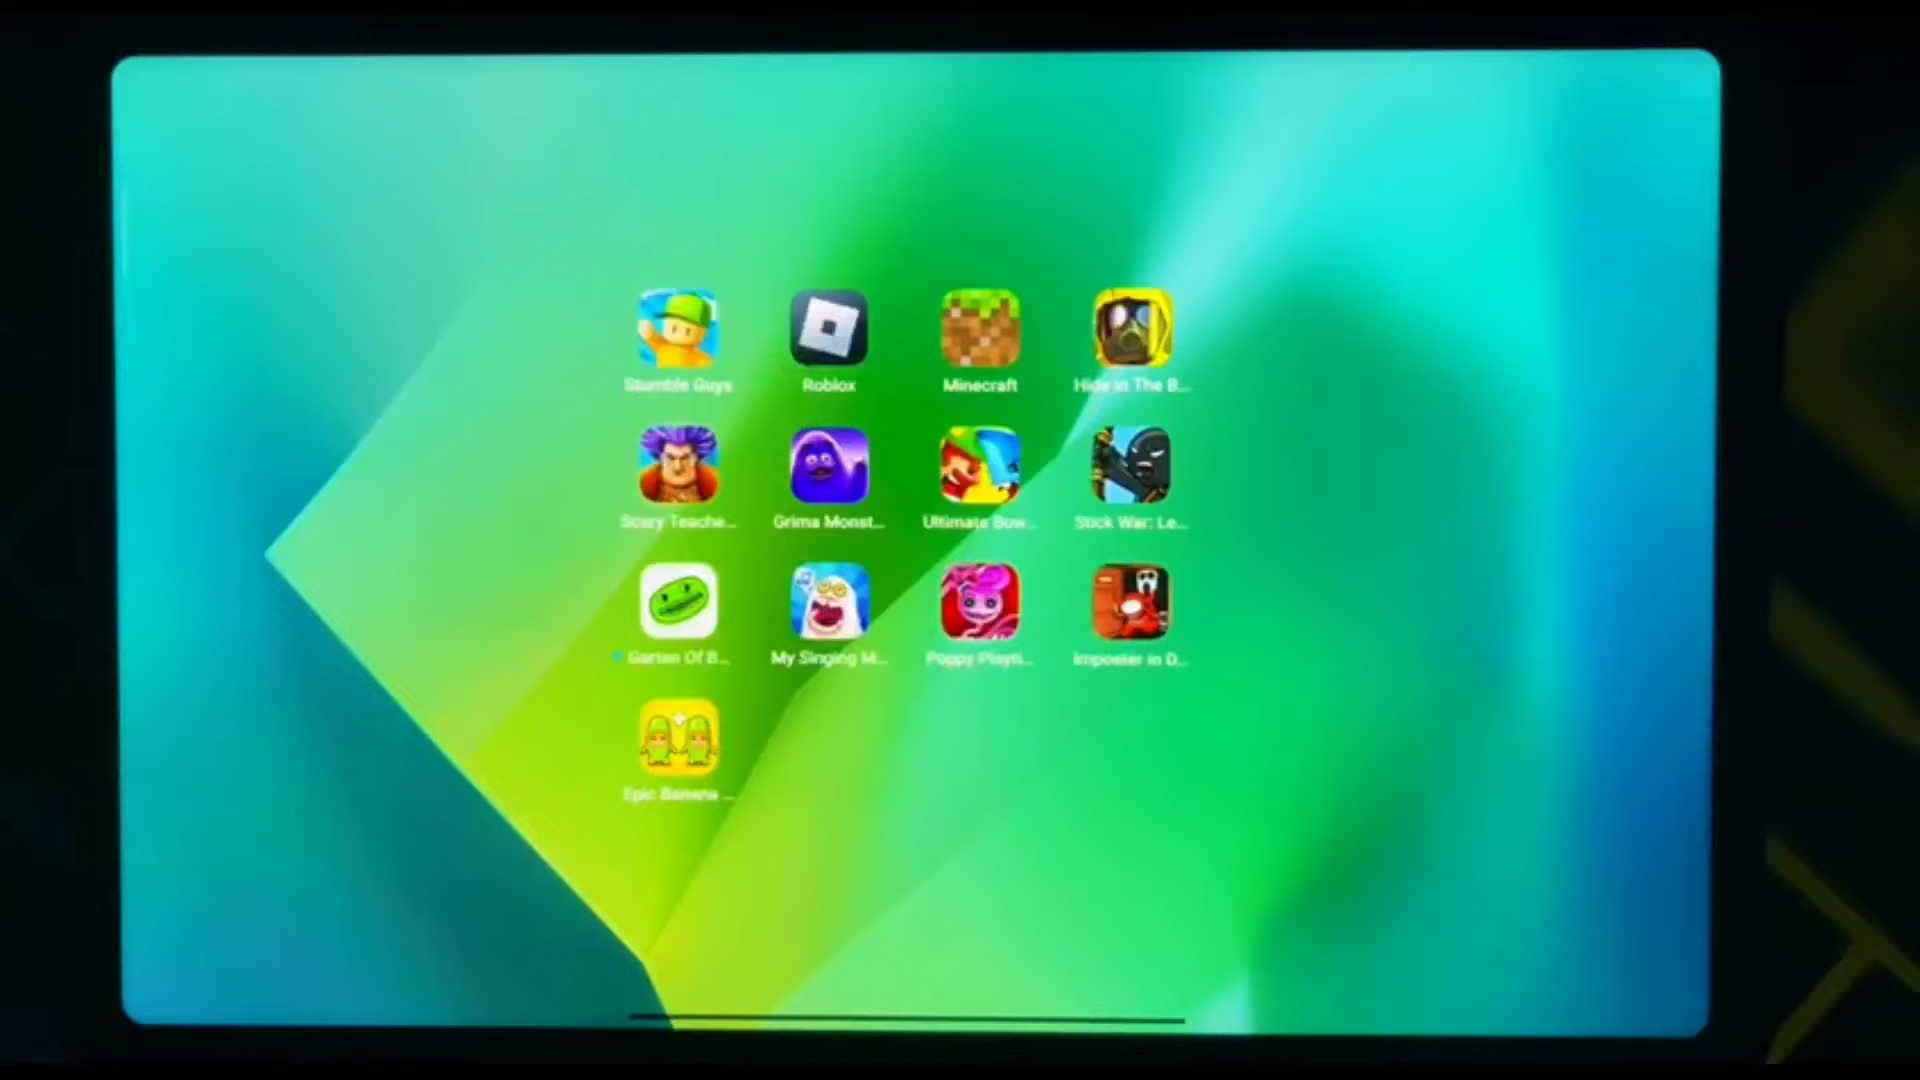 Stumble Guys
Roblox
Minecraft
Hide in The B...
Scary Teache...
Grima Monst...
Ultimate Bow...
Stick War: Le...
Garten Of B...
My Singing M...
Poppy Playti...
Imposter in D...
Epic Banana ...